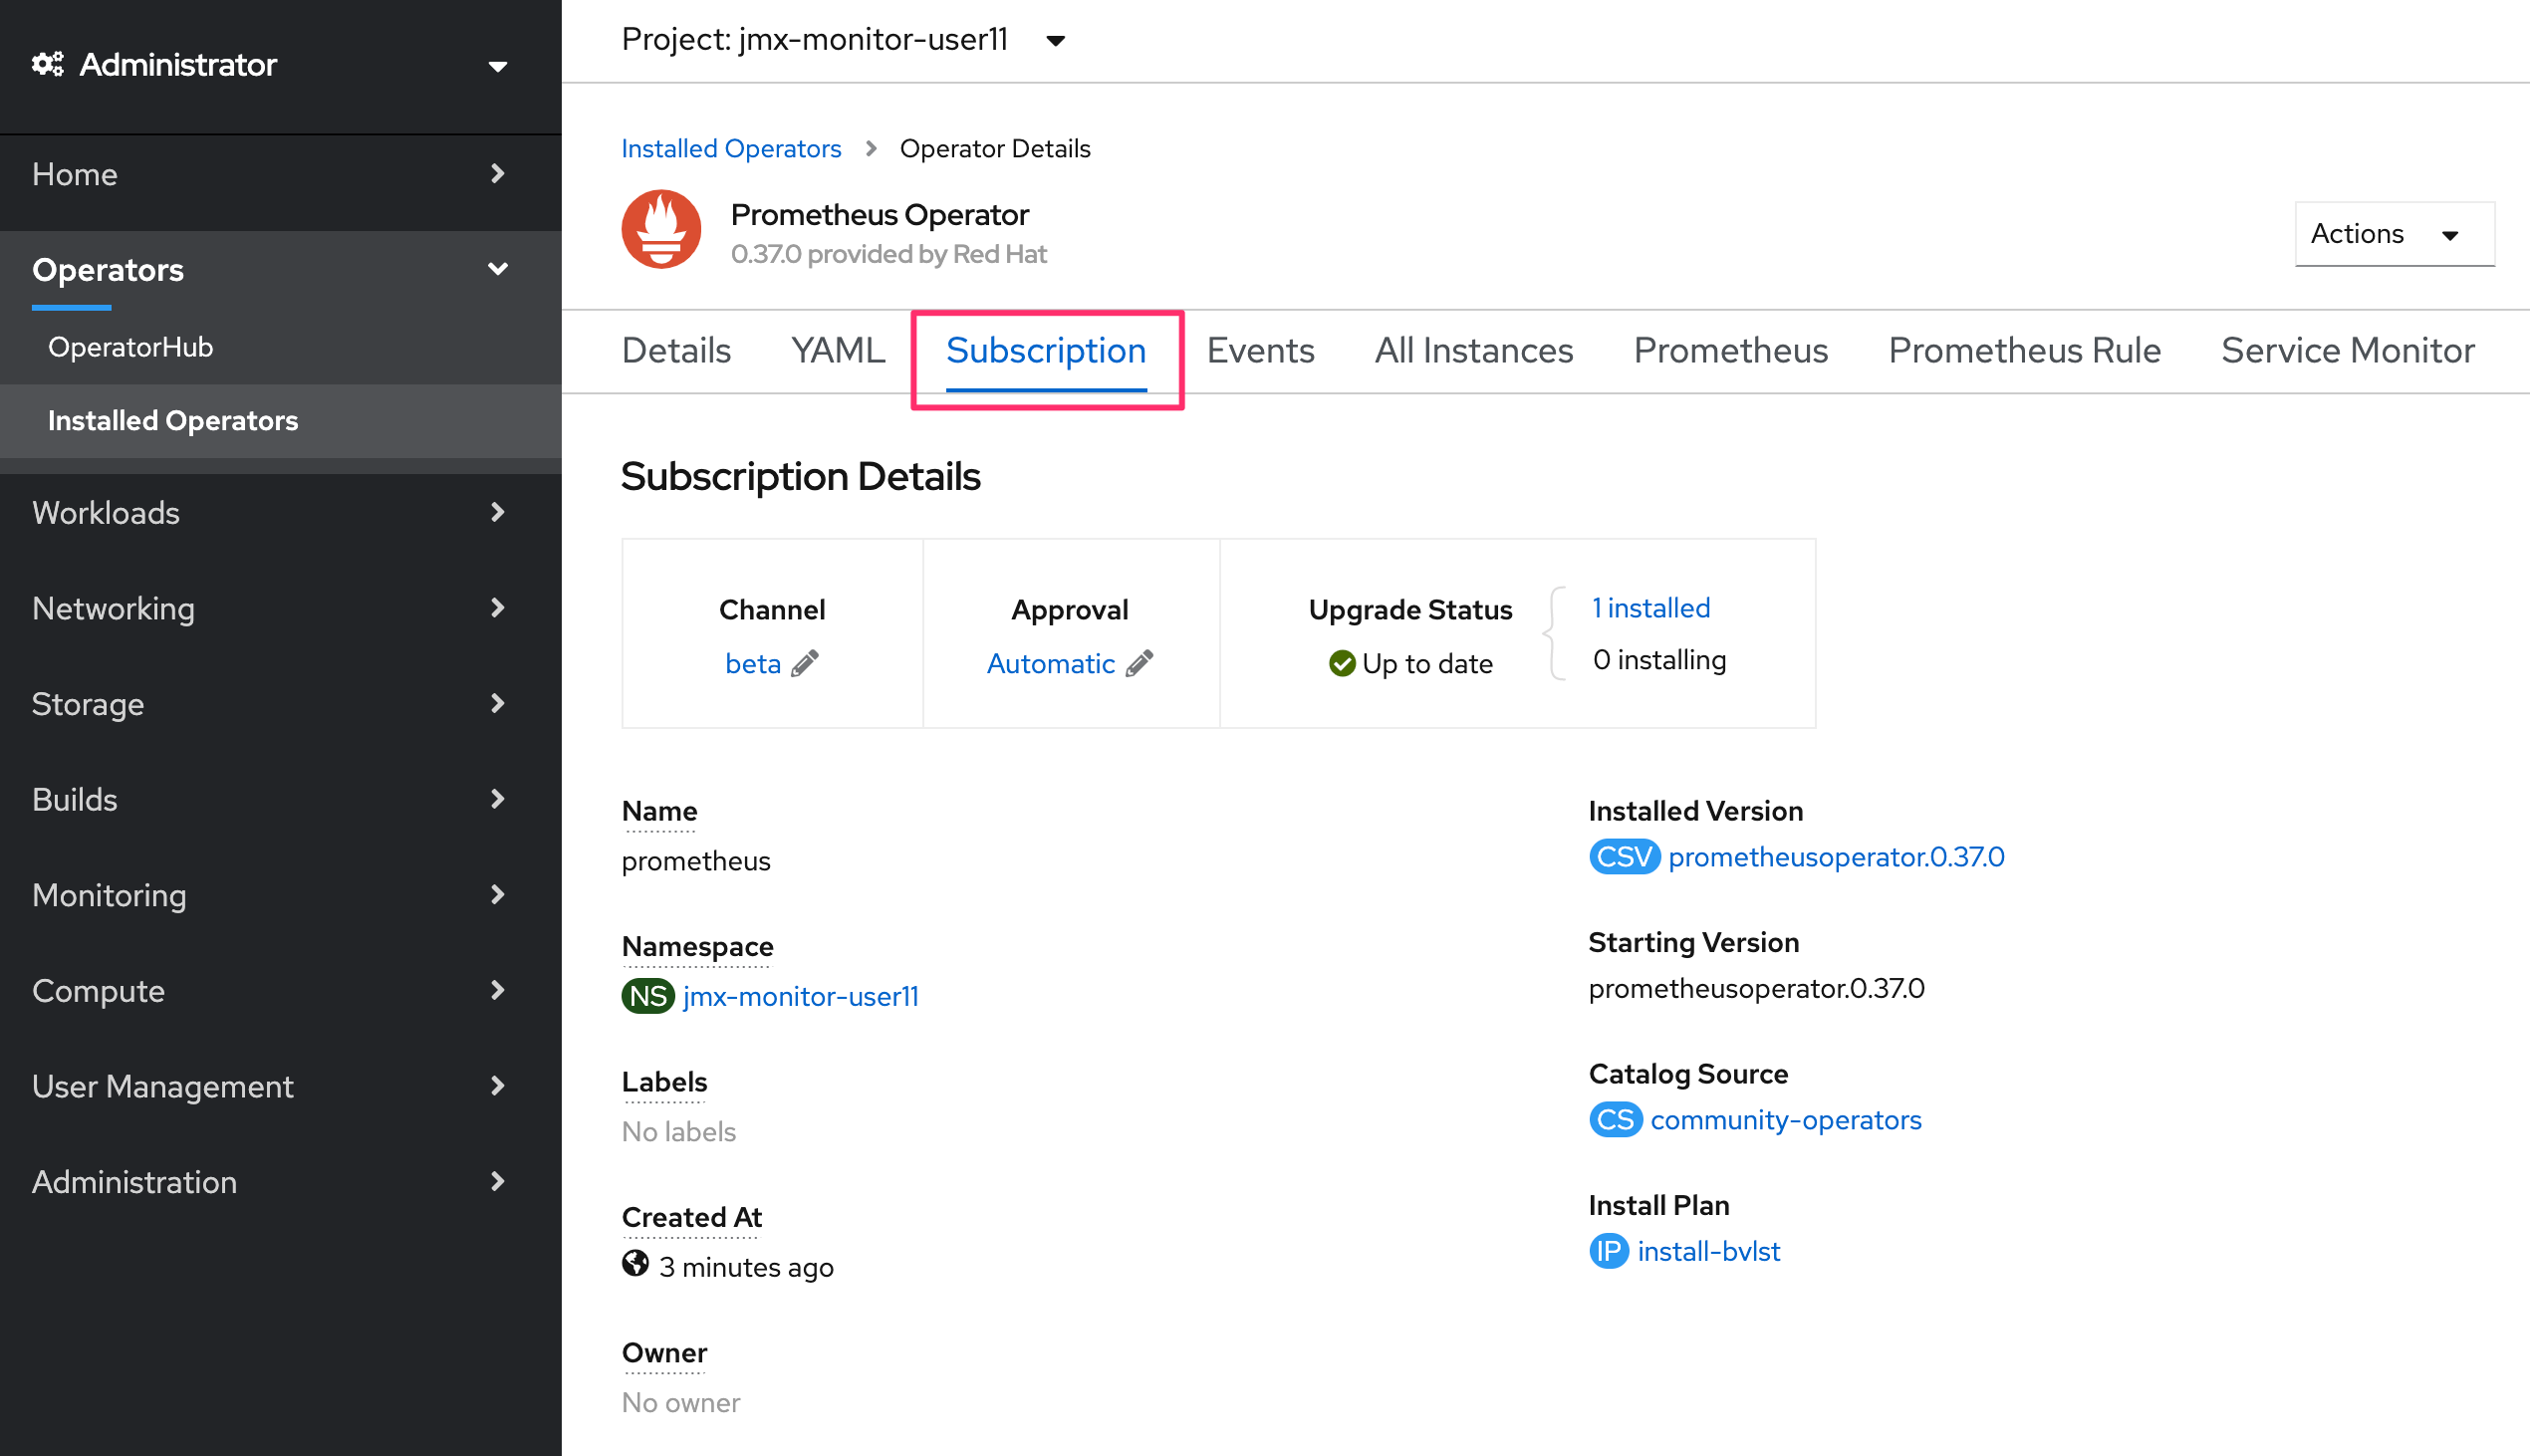 Administrator
Home
Operators
OperatorHub
Installed Operators
Workloads
Networking
Storage
Builds
Monitoring
Compute
User Management
Administration
Project: jmx-monitor-user11
Installed Operators > Operator Details
Prometheus Operator
0.37.0 provided by Red Hat
Actions
Details YAML Subscription Events All Instances Prometheus Prometheus Rule Service Monitor
Subscription Details
Channel
beta
Approval
Automatic
Upgrade Status
Up to date
1 installed
0 installing
Name
prometheus
Namespace
NS jmx-monitor-user11
Labels
No labels
Created At
3 minutes ago
Owner
No owner
Installed Version
CSV prometheusoperator.0.37.0
Starting Version
prometheusoperator.0.37.0
Catalog Source
CS community-operators
Install Plan
IP install-bvlst